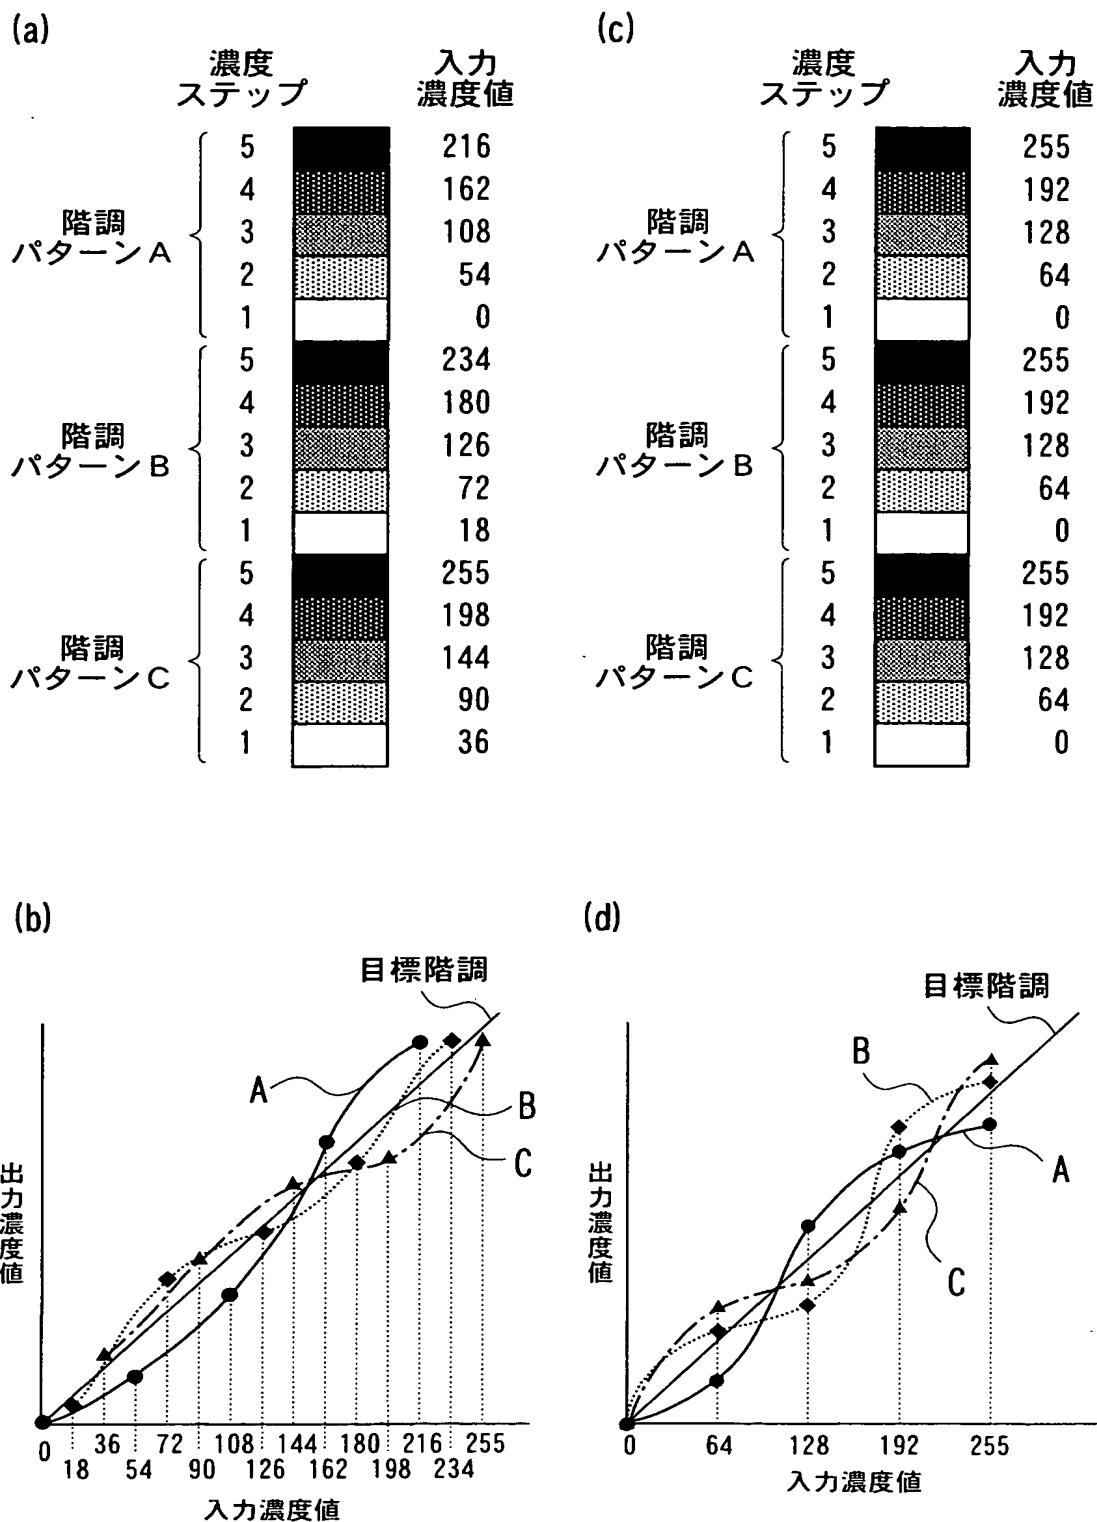 (a)
濃度
ステップ
入力
濃度値
階調
パターンA
5 216
4 162
3 108
2 54
1 0
階調
パターンB
5 234
4 180
3 126
2 72
1 18
階調
パターンC
5 255
4 198
3 144
2 90
1 36
(c)
濃度
ステップ
入力
濃度値
階調
パターンA
5 255
4 192
3 128
2 64
1 0
階調
パターンB
5 255
4 192
3 128
2 64
1 0
階調
パターンC
5 255
4 192
3 128
2 64
1 0
(b)
目標階調
A
B
C
出力濃度値
0 36 72 108 144 180 216 255
18 54 90 126 162 198 234
入力濃度値
(d)
目標階調
B
A
C
出力濃度値
0 64 128 192 255
入力濃度値